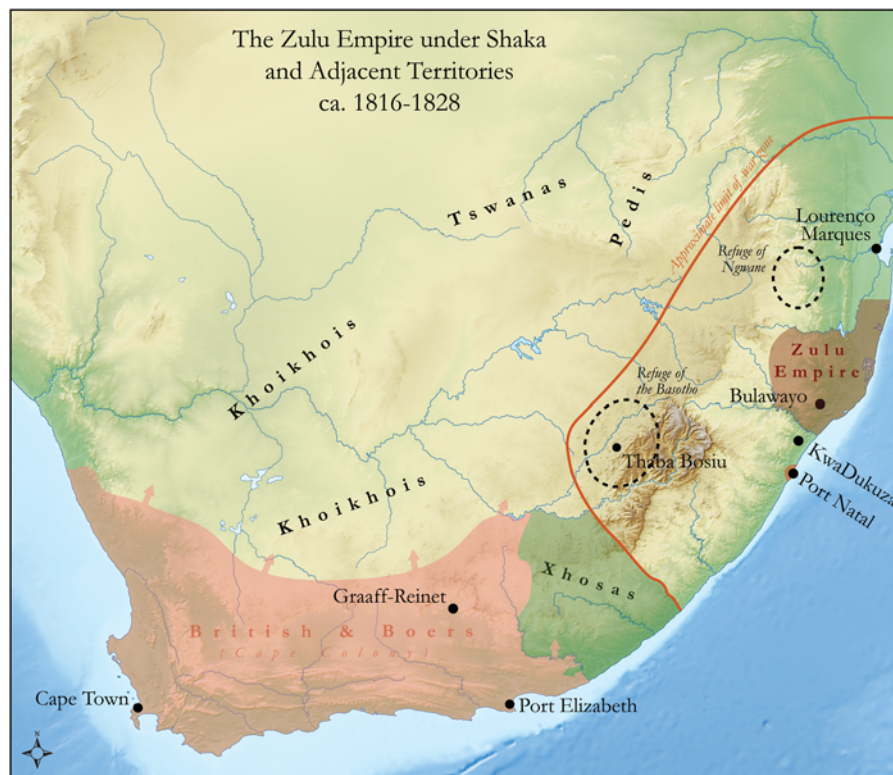 The Zulu Empire under Shaka
and Adjacent Territories
ca. 1816-1828
Tswanas
Pedis
Approximate limit of war zone
Lourenço
Marques
Refuge of
Ngwane
Khoikhois
Zulu
Empire
Refuge of
the Basotho
Bulawayo
Thaba Bosiu
KwaDukuza
Port Natal
Khoikhois
Xhosas
Graaff-Reinet
British & Boers
(Cape Colony)
Cape Town
Port Elizabeth